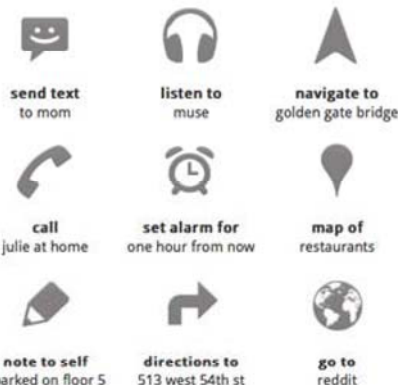 send text
to mom
listen to
muse
navigate to
golden gate bridge
call
julie at home
set alarm for
one hour from now
map of
restaurants
note to self
parked on floor 5
directions to
513 west 54th st
go to
reddit